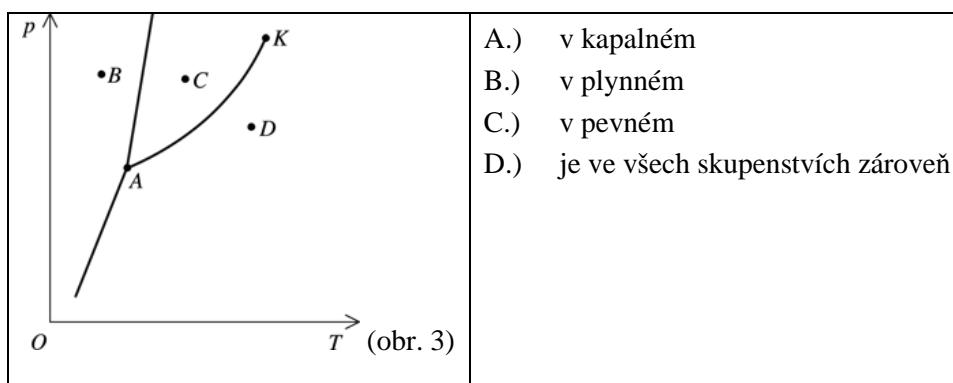 p
K
B
C
D
A
O
T
(obr. 3)
A.) v kapalném
B.) v plynném
C.) v pevném
D.) je ve všech skupenstvích zároveň